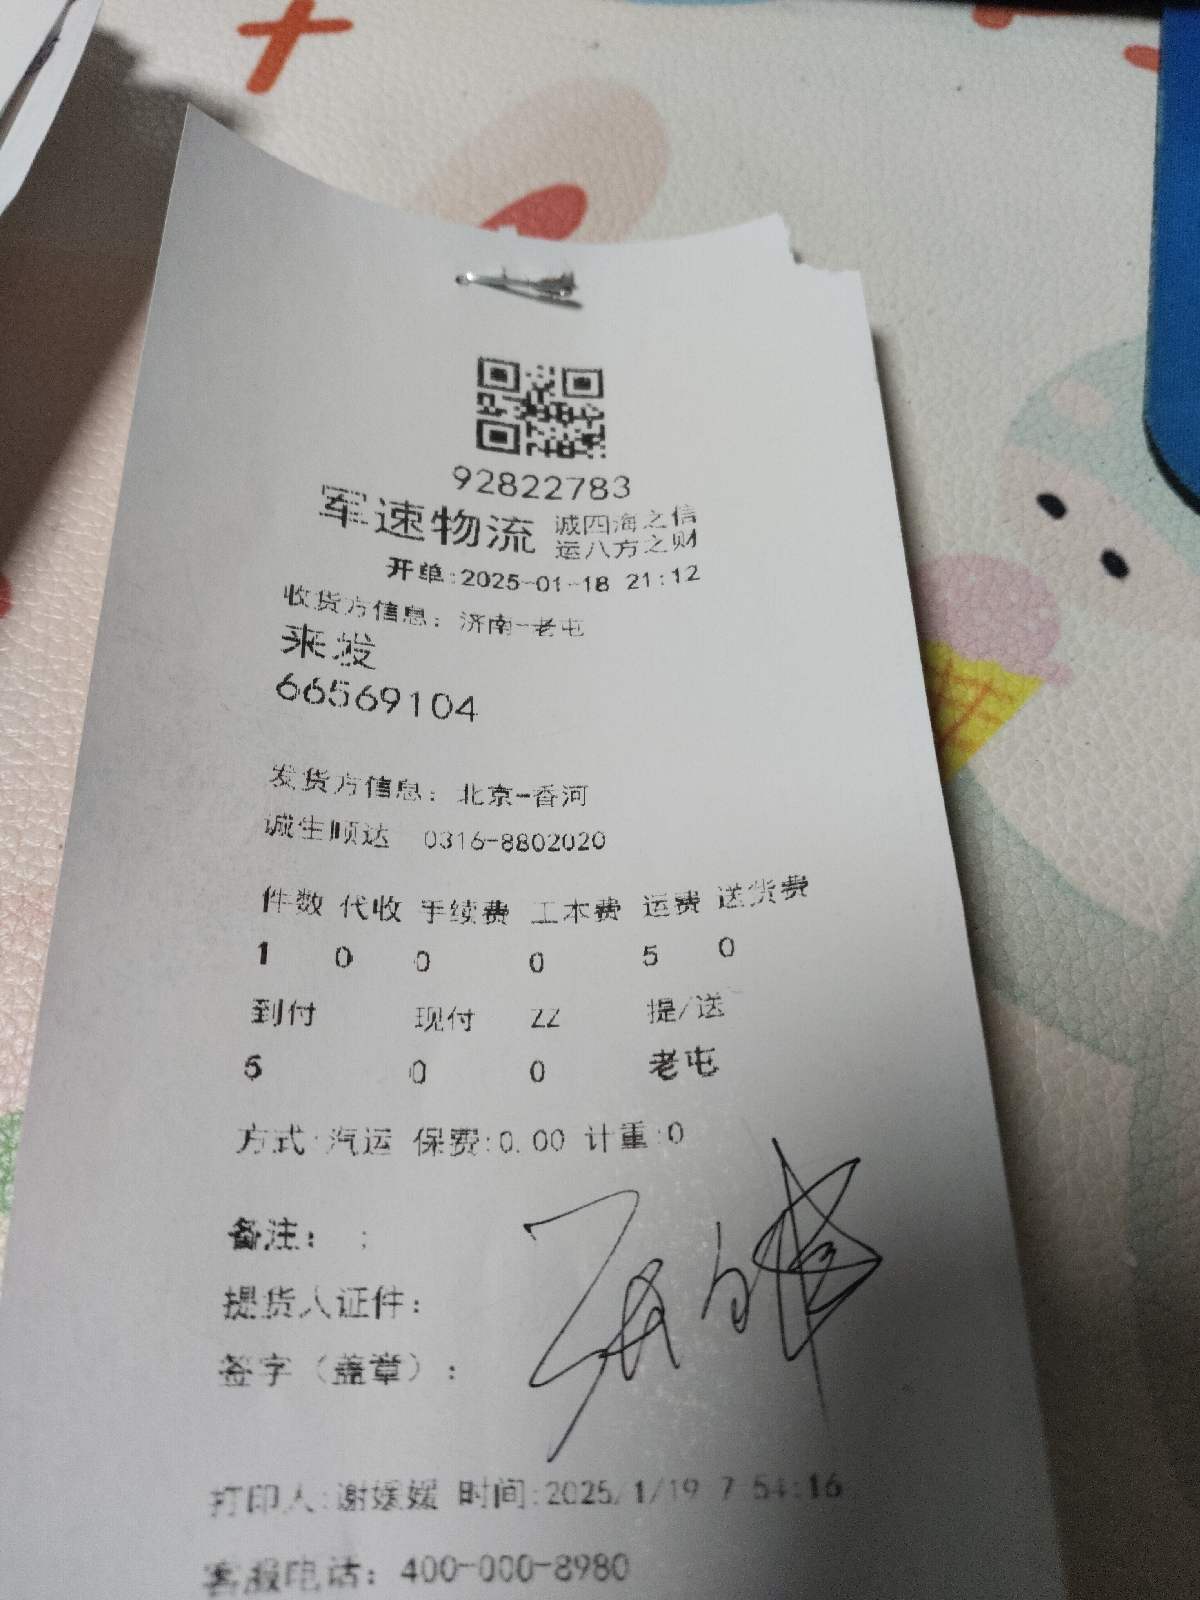 92822783
军速物流 诚四海之信
运八方之财
开单:2025-01-18 21:12
收货方信息: 济南-老屯
来发
66569104
发货方信息: 北京-香河
诚生顺达 0316-8802020
件数 代收 手续费 工本费 运费 送货费
1 0 0 0 5 0
到付 现付 ZZ 提/送
5 0 0 老屯
方式:汽运 保费:0.00 计重:0
备注: ;
提货人证件:
签字（盖章）:
打印人:谢媛媛 时间:2025/1/19 7:54:16
客服电话: 400-000-8980